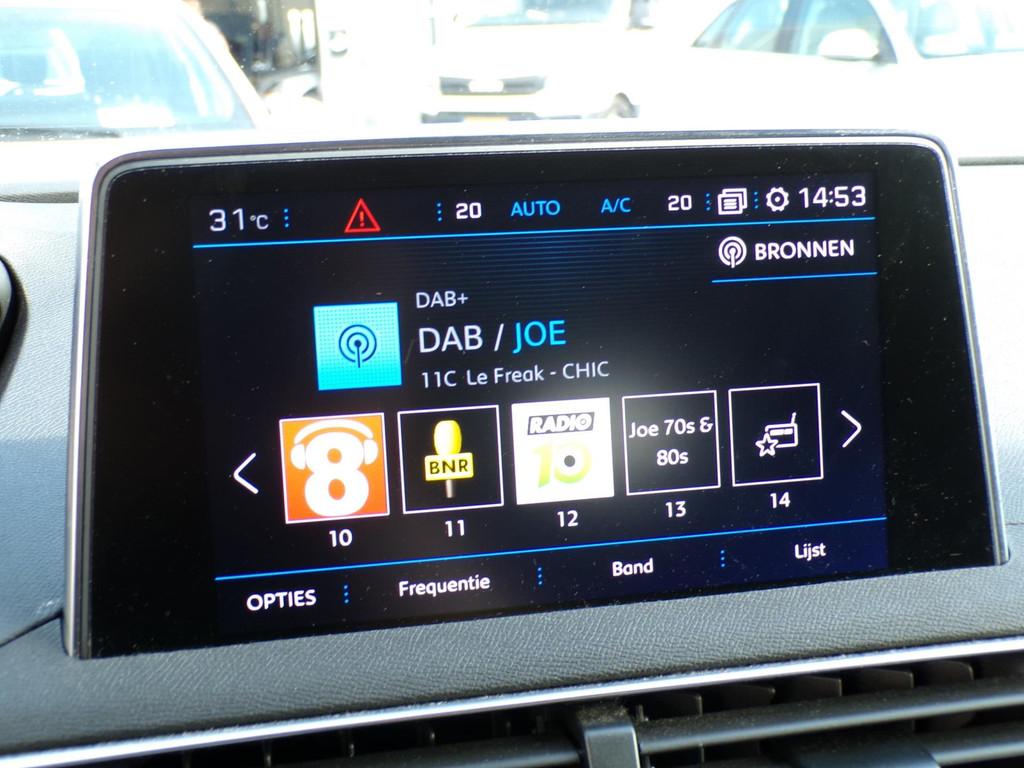 31°C 20 AUTO A/C 20 14:53
BRONNEN
DAB+
DAB / JOE
11C Le Freak - CHIC
8
BNR
RADIO
10
Joe 70s &
80s
10 11 12 13 14
OPTIES Frequentie Band Lijst